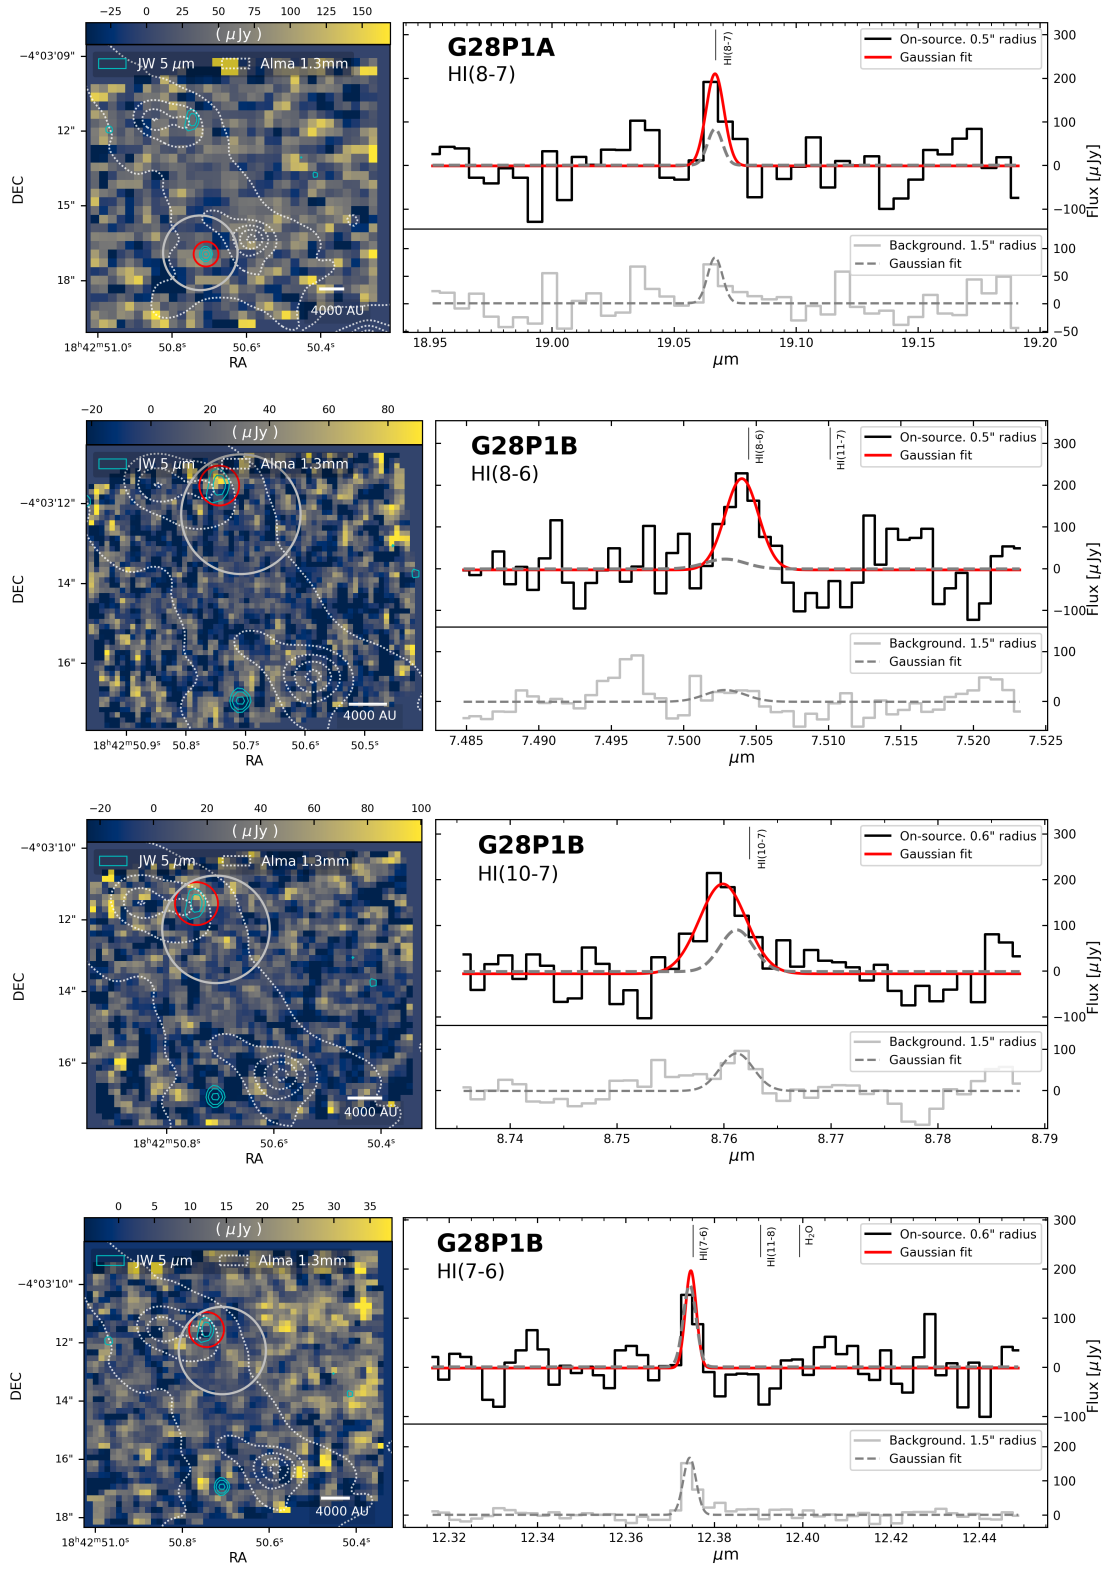 −25 0 25 50 75 100 125 150
( μJy )
JW 5 μm Alma 1.3mm
−4°03'09"
12"
15"
18"
DEC
4000 AU
18ʰ42ᵐ51.0ˢ 50.8ˢ 50.6ˢ 50.4ˢ
RA
G28P1A
HI(8-7)
HI(8-7)
On-source. 0.5" radius
Gaussian fit
300
200
100
0
−100
Flux [μJy]
Background. 1.5" radius
Gaussian fit
100
50
0
−50
18.95 19.00 19.05 19.10 19.15 19.20
μm
−20 0 20 40 60 80
( μJy )
JW 5 μm Alma 1.3mm
−4°03'12"
14"
16"
DEC
4000 AU
18ʰ42ᵐ50.9ˢ 50.8ˢ 50.7ˢ 50.6ˢ 50.5ˢ
RA
G28P1B
HI(8-6)
HI(8-6)
HI(11-7)
On-source. 0.5" radius
Gaussian fit
300
200
100
0
−100
Flux [μJy]
Background. 1.5" radius
Gaussian fit
100
0
7.485 7.490 7.495 7.500 7.505 7.510 7.515 7.520 7.525
μm
−20 0 20 40 60 80 100
( μJy )
JW 5 μm Alma 1.3mm
−4°03'10"
12"
14"
16"
DEC
4000 AU
18ʰ42ᵐ50.8ˢ 50.6ˢ 50.4ˢ
RA
G28P1B
HI(10-7)
HI(10-7)
On-source. 0.6" radius
Gaussian fit
300
200
100
0
−100
Flux [μJy]
Background. 1.5" radius
Gaussian fit
100
0
8.74 8.75 8.76 8.77 8.78 8.79
μm
0 5 10 15 20 25 30 35
( μJy )
JW 5 μm Alma 1.3mm
−4°03'10"
12"
14"
16"
18"
DEC
4000 AU
18ʰ42ᵐ51.0ˢ 50.8ˢ 50.6ˢ 50.4ˢ
RA
G28P1B
HI(7-6)
HI(7-6)
HI(11-8)
H₂O
On-source. 0.6" radius
Gaussian fit
300
200
100
0
−100
Flux [μJy]
Background. 1.5" radius
Gaussian fit
200
100
0
12.32 12.34 12.36 12.38 12.40 12.42 12.44
μm